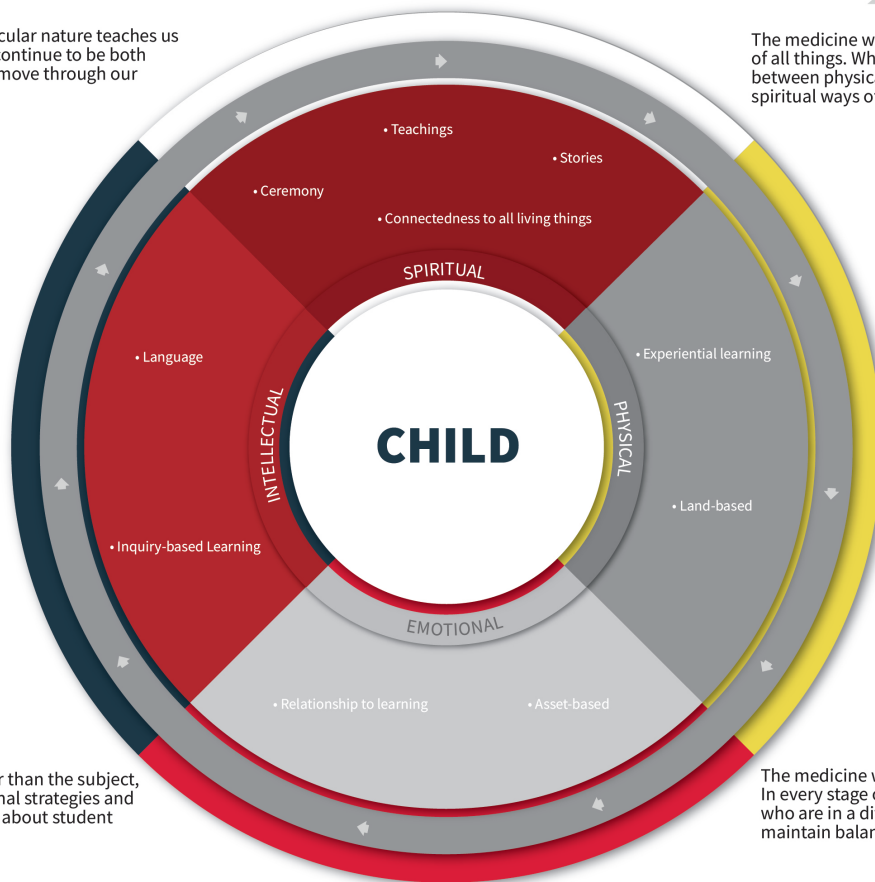 cular nature teaches us
continue to be both
move through our
The medicine w
of all things. Wh
between physica
spiritual ways of
• Teachings
• Stories
• Ceremony
• Connectedness to all living things
SPIRITUAL
• Language
• Inquiry-based Learning
INTELLECTUAL
CHILD
PHYSICAL
• Experiential learning
• Land-based
EMOTIONAL
• Relationship to learning
• Asset-based
r than the subject,
nal strategies and
about student
The medicine w
In every stage o
who are in a di
maintain balan